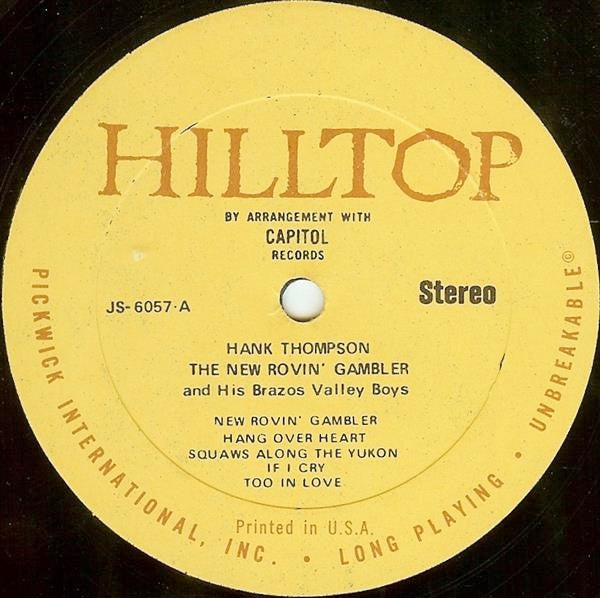 HILLTOP
BY ARRANGEMENT WITH
CAPITOL
RECORDS
JS-6057·A
Stereo
HANK THOMPSON
THE NEW ROVIN' GAMBLER
and His Brazos Valley Boys
NEW ROVIN' GAMBLER
HANG OVER HEART
SQUAWS ALONG THE YUKON
IF I CRY
TOO IN LOVE
Printed in U.S.A.
PICKWICK INTERNATIONAL, INC. • LONG PLAYING • UNBREAKABLE©